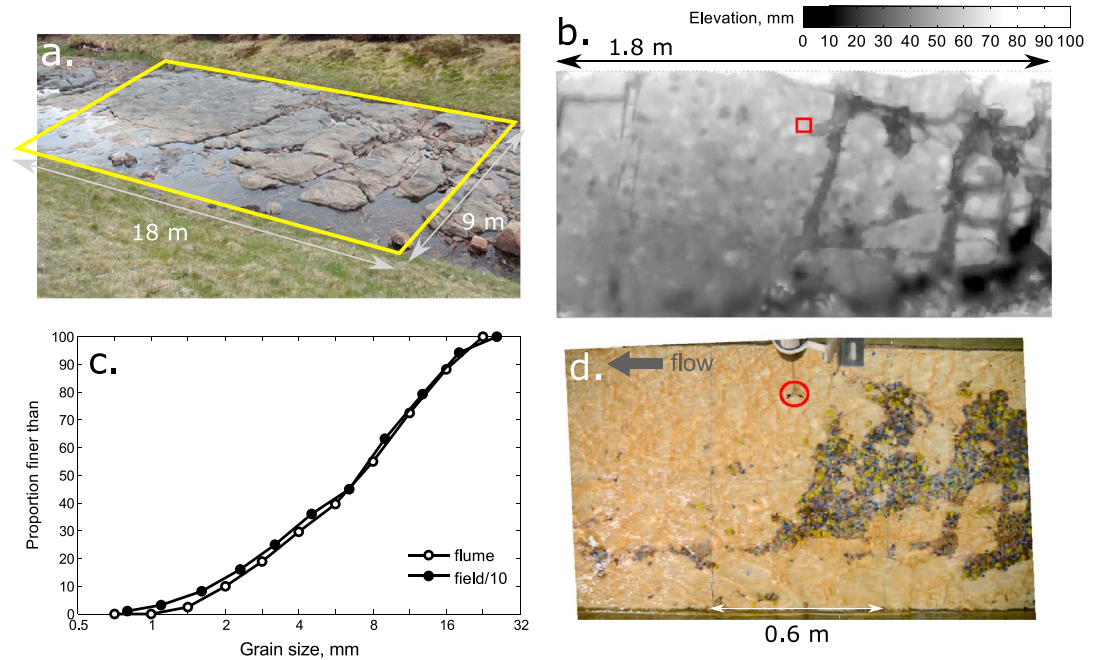 a.
18 m
9 m
b.
Elevation, mm
0 10 20 30 40 50 60 70 80 90 100
1.8 m
c.
Proportion finer than
100
90
80
70
60
50
40
30
20
10
0
0.5 1 2 4 8 16 32
Grain size, mm
flume
field/10
d.
flow
0.6 m